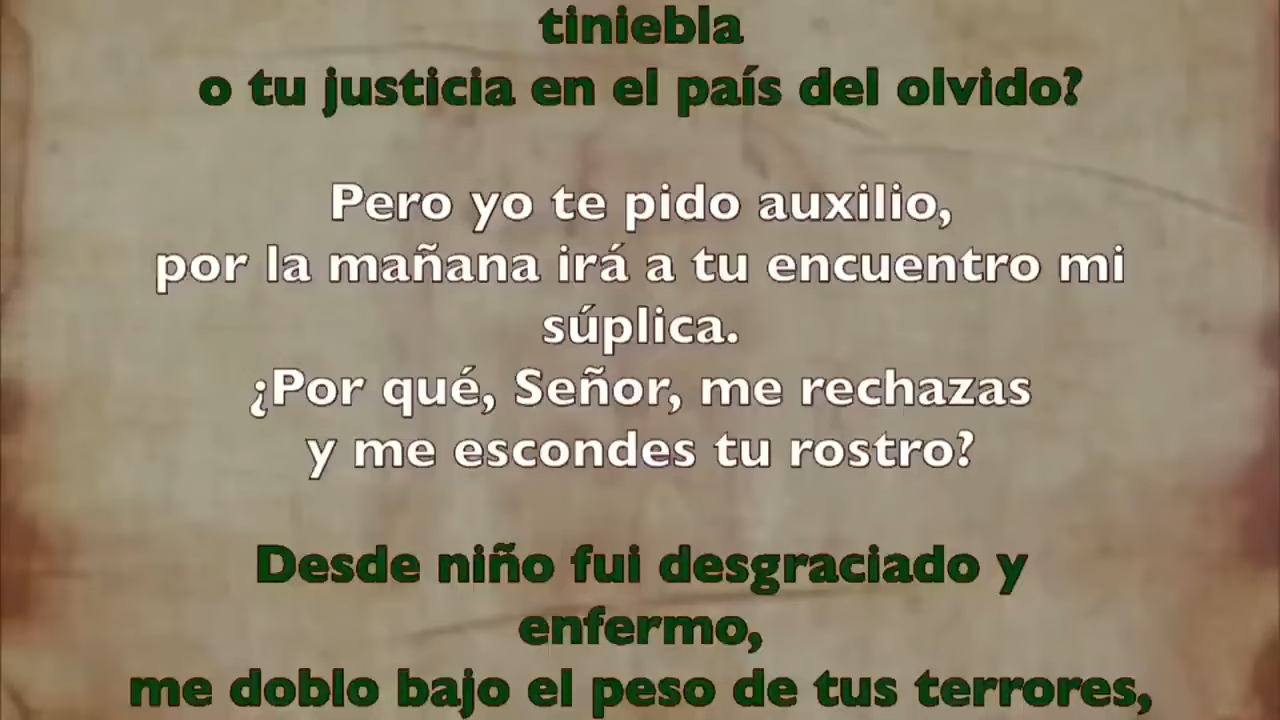 tiniebla
o tu justicia en el país del olvido?
Pero yo te pido auxilio,
por la mañana irá a tu encuentro mi
súplica.
¿Por qué, Señor, me rechazas
y me escondes tu rostro?
Desde niño fui desgraciado y
enfermo,
me doblo bajo el peso de tus terrores,